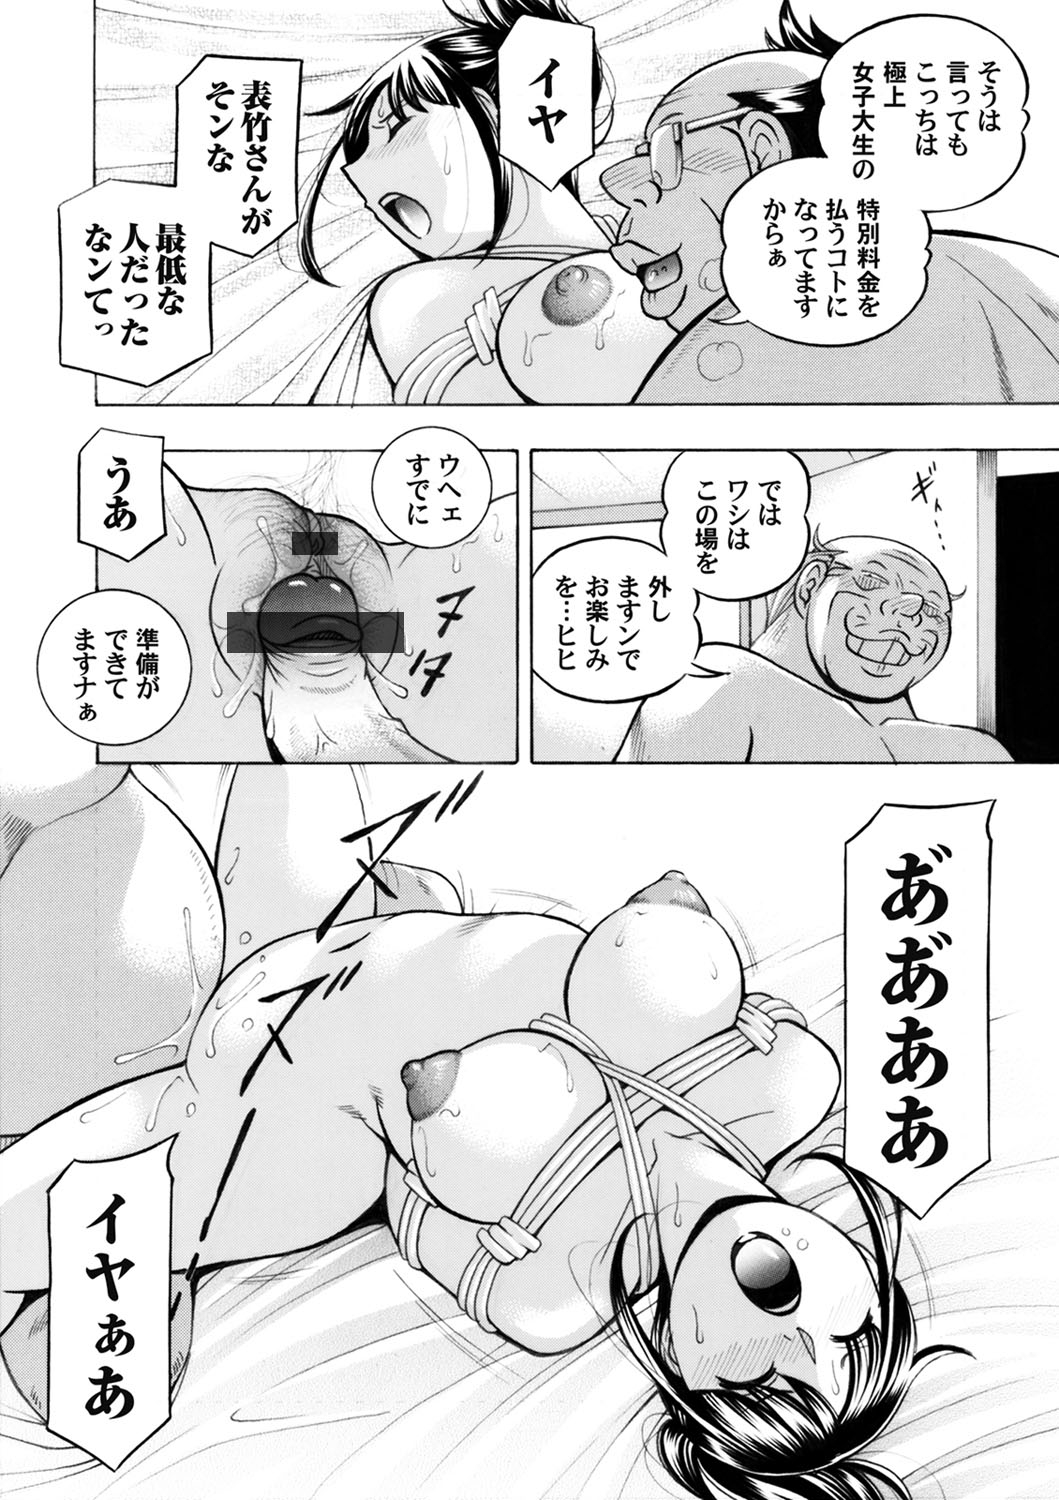 そうは
言っても
こっちは
極上
女子大生の
特別料金を
払うコトに
なってます
からぁ
イヤ
表竹さんが
そンな
最低な
人だった
なンてっ
ギィ…
では
ワシは
この場を
外し
ますンで
お楽しみ
を…ヒヒ
ウヘェ
すでに
うあ
準備が
できて
ますナぁ
ズ
ズ
あ゛あ゛ああぁ
イヤぁぁあ